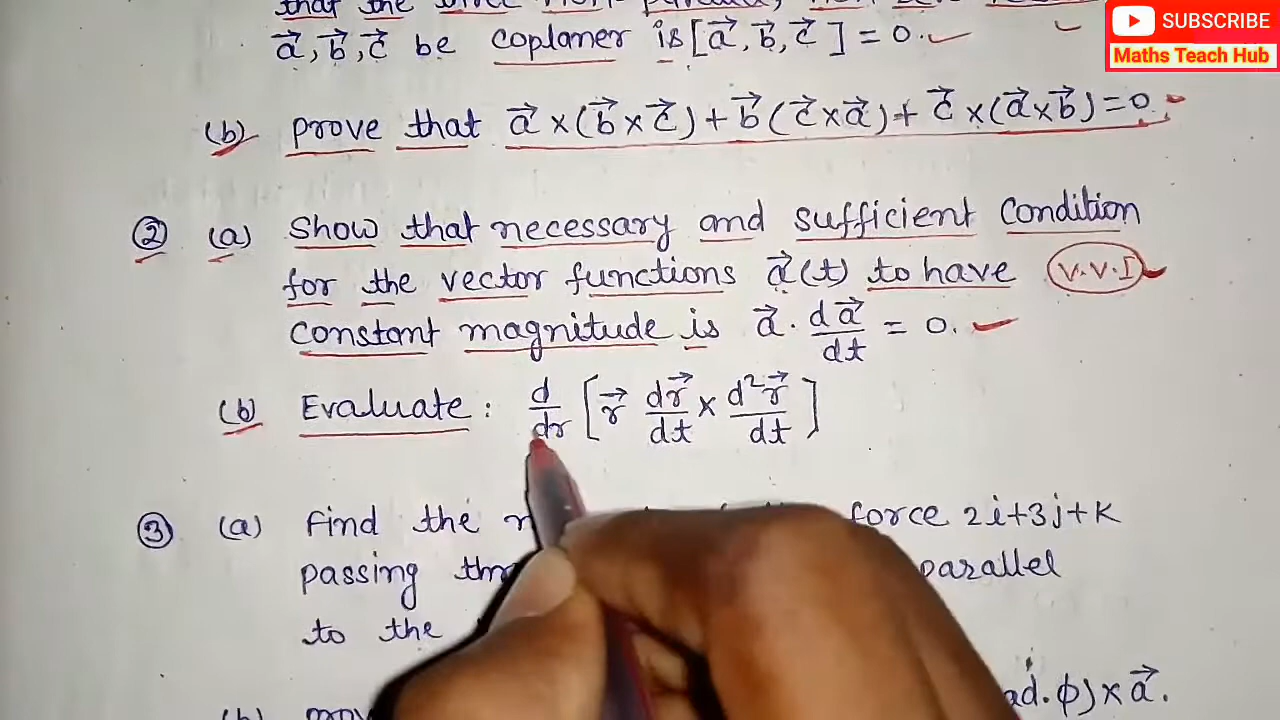 SUBSCRIBE
Maths Teach Hub
that the
a⃗, b⃗, c⃗ be coplaner is [a⃗, b⃗, c⃗ ] = 0.
(b) prove that a⃗ × (b⃗ × c⃗) + b⃗ (c⃗ × a⃗) + c⃗ × (a⃗ × b⃗) = 0
② (a) Show that necessary and sufficient Condition
for the vector functions a⃗(t) to have V.V.I
constant magnitude is a⃗ · da⃗/dt = 0.
(b) Evaluate : d/dr [r⃗ dr⃗/dt × d²r⃗/dt]
③ (a) Find the force 2i+3j+k
passing parallel
to the
ad. ϕ) × a⃗.